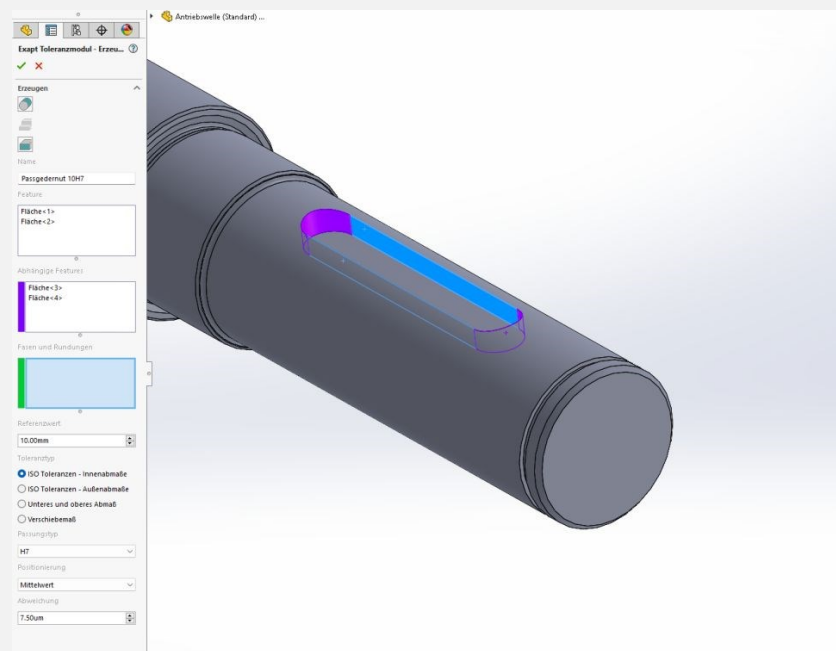 Antriebswelle (Standard) ...
Exapt Toleranzmodul - Erzeu...
Erzeugen
Name
Passgedernut 10H7
Feature
Fläche<1>
Fläche<2>
Abhängige Features
Fläche<3>
Fläche<4>
Fasen und Rundungen
Referenzwert
10.00mm
Toleranztyp
ISO Toleranzen - Innenabmaße
ISO Toleranzen - Außenabmaße
Unteres und oberes Abmaß
Verschiebemaß
Passungstyp
H7
Positionierung
Mittelwert
Abweichung
7.50um